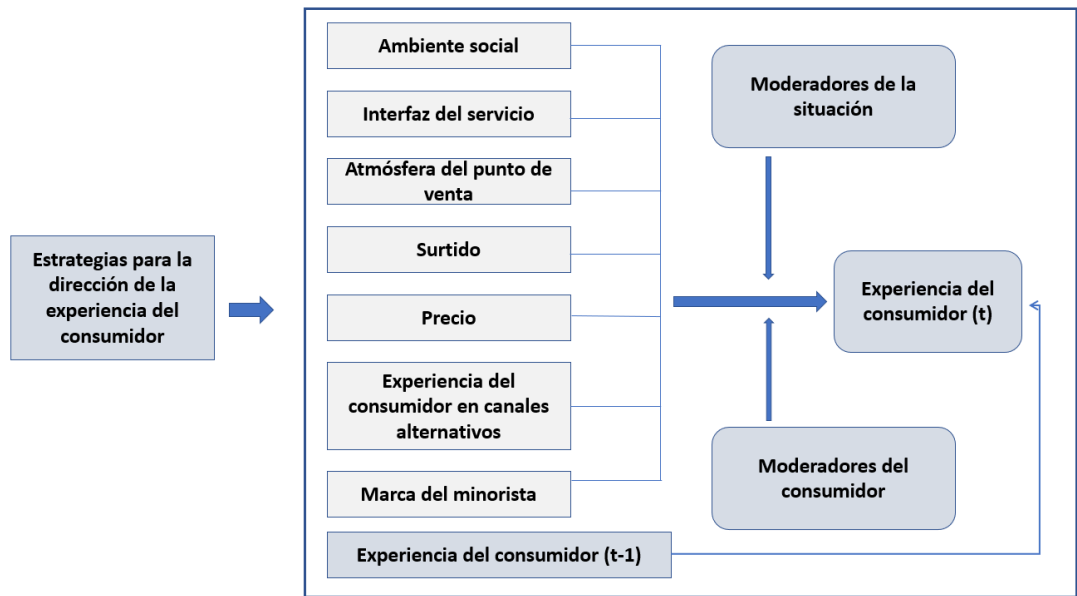 Estrategias para la
dirección de la
experiencia del
consumidor
Ambiente social
Interfaz del servicio
Atmósfera del punto de
venta
Surtido
Precio
Experiencia del
consumidor en canales
alternativos
Marca del minorista
Experiencia del consumidor (t-1)
Moderadores de la
situación
Experiencia del
consumidor (t)
Moderadores del
consumidor